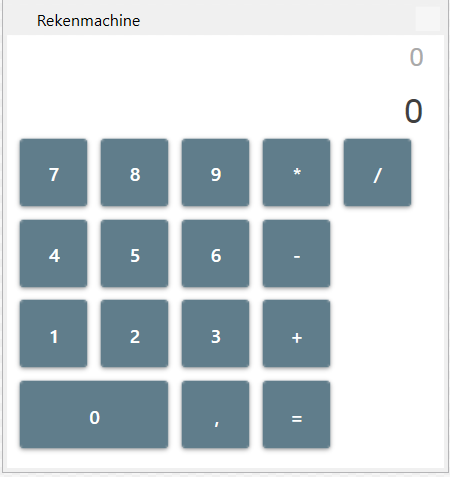 Rekenmachine
0
0
7 8 9 * /
4 5 6 -
1 2 3 +
0 , =